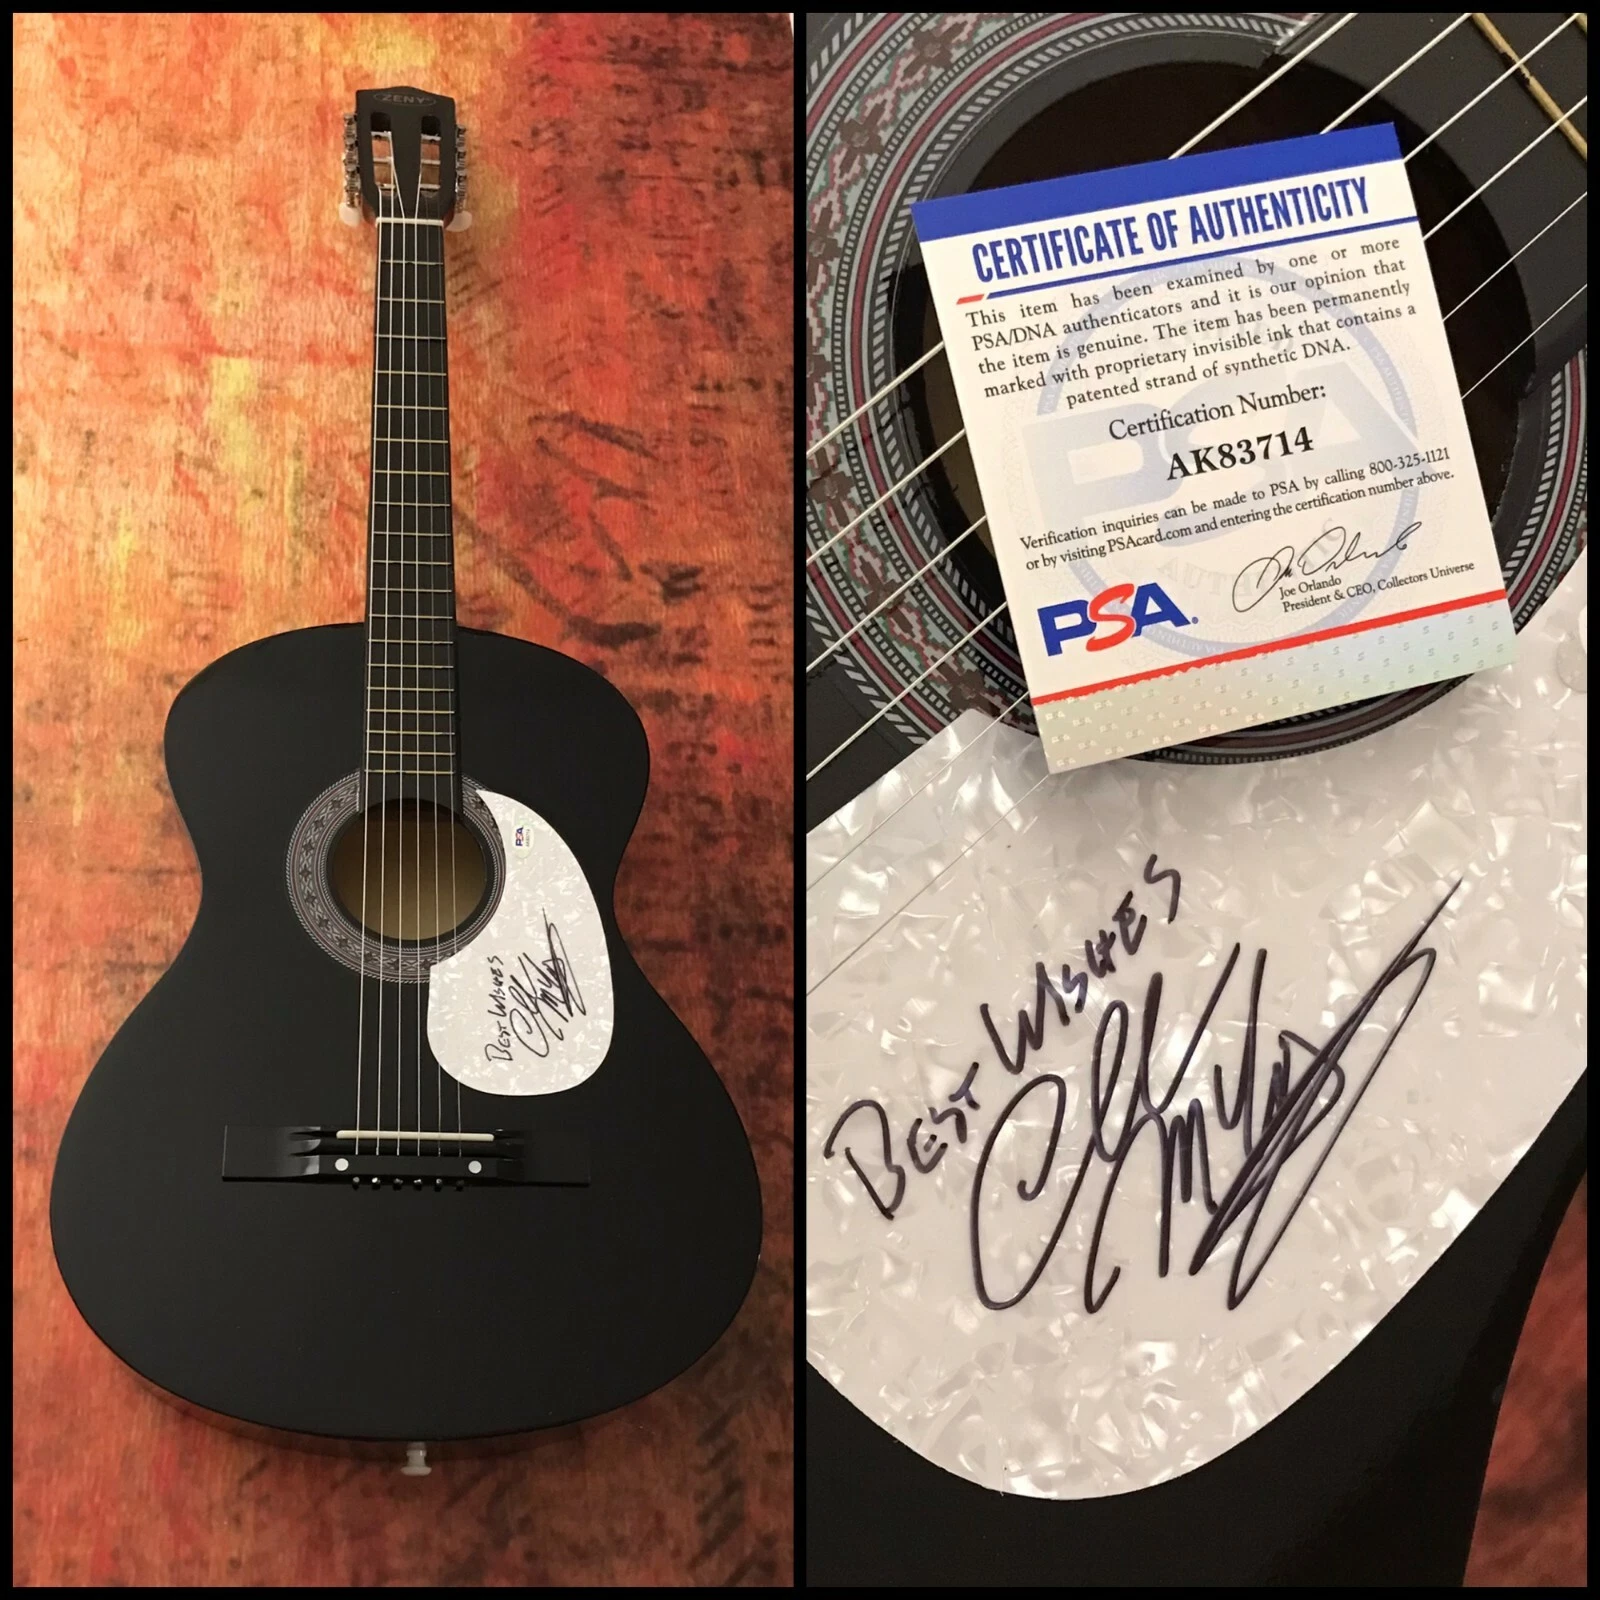 ZENY
PSA
BEST WISHES
CERTIFICATE OF AUTHENTICITY
This item has been examined by one or more
PSA/DNA authenticators and it is our opinion that
the item is genuine. The item has been permanently
marked with proprietary invisible ink that contains a
patented strand of synthetic DNA.
Certification Number:
AK83714
Verification inquiries can be made to PSA by calling 800-325-1121
or by visiting PSAcard.com and entering the certification number above.
Joe Orlando
President & CEO, Collectors Universe
PSA
BEST WISHES